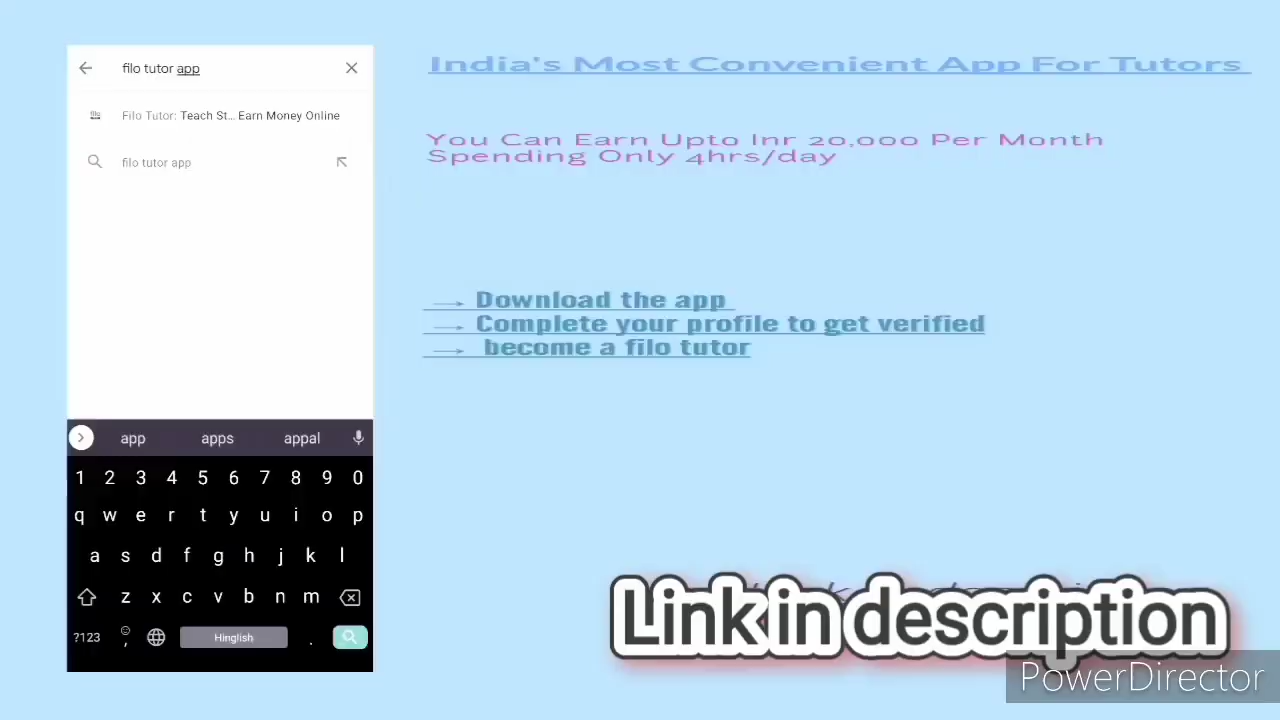 filo tutor app
Filo Tutor: Teach St... Earn Money Online
filo tutor app
app apps appal
1 2 3 4 5 6 7 8 9 0
q w e r t y u i o p
a s d f g h j k l
z x c v b n m
?123 , Hinglish .
India's Most Convenient App For Tutors
You Can Earn Upto Inr 20,000 Per Month
Spending Only 4hrs/day
→ Download the app
→ Complete your profile to get verified
→ become a filo tutor
Link in description
PowerDirector